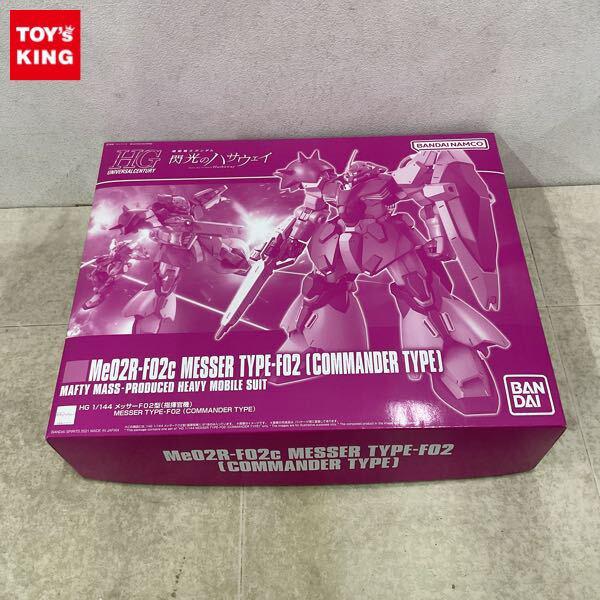 TOY's
KING
HG
UNIVERSAL CENTURY
機動戦士ガンダム
閃光のハサウェイ
BANDAI NAMCO
Me02R-F02c MESSER TYPE-F02 (COMMANDER TYPE)
MAFTY MASS-PRODUCED HEAVY MOBILE SUIT
HG 1/144 メッサーF02型(指揮官機)
MESSER TYPE-F02 (COMMANDER TYPE)
BAN
DAI
Me02R-F02c MESSER TYPE-F02
(COMMANDER TYPE)